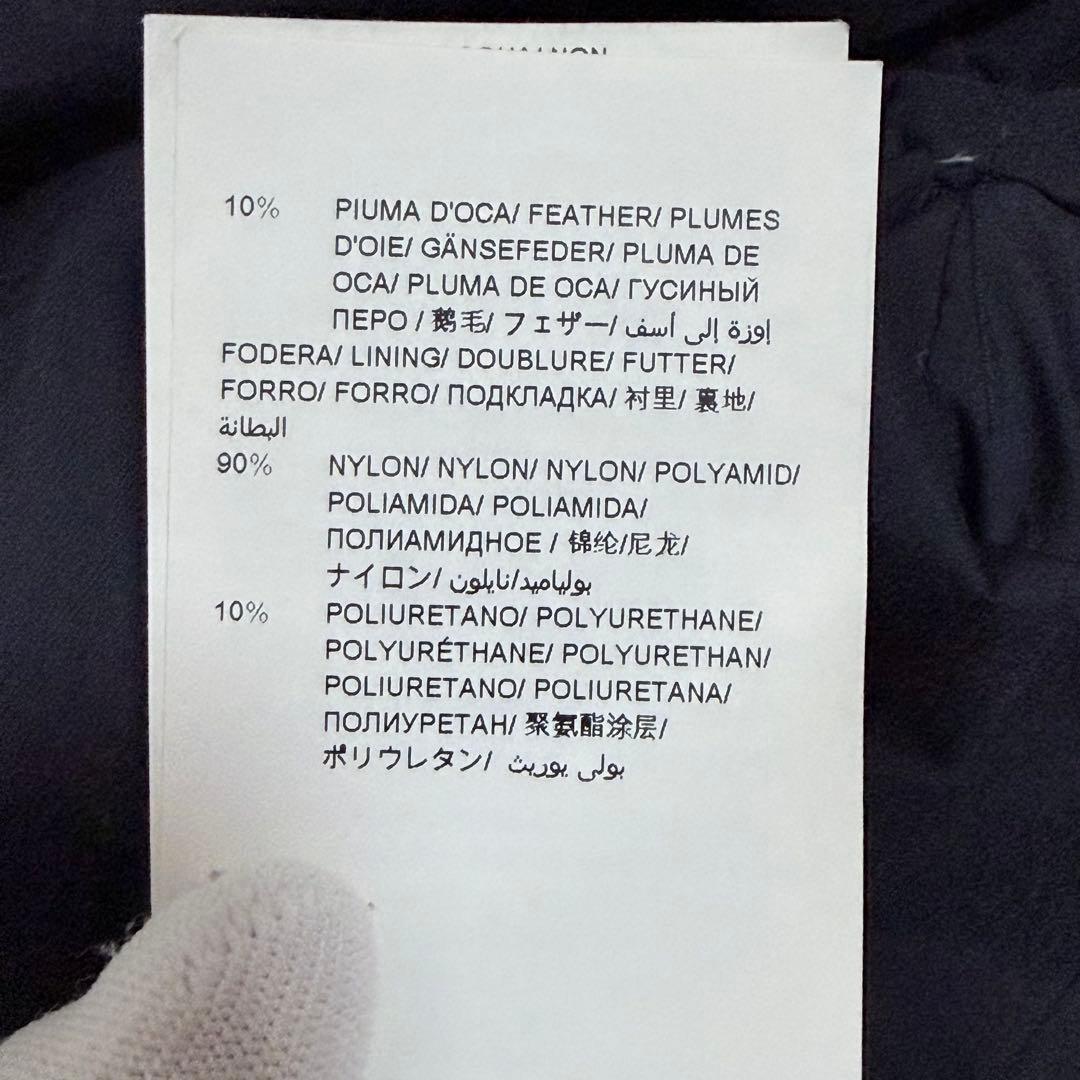 10% PIUMA D'OCA/ FEATHER/ PLUMES
D'OIE/ GÄNSEFEDER/ PLUMA DE
OCA/ PLUMA DE OCA/ ГУСИНЫЙ
ПЕРО / 鹅毛/ フェザー/ إوزة إلى أسف
FODERA/ LINING/ DOUBLURE/ FUTTER/
FORRO/ FORRO/ ПОДКЛАДКА/ 衬里/ 裏地/
البطانة
90% NYLON/ NYLON/ NYLON/ POLYAMID/
POLIAMIDA/ POLIAMIDA/
ПОЛИАМИДНОЕ / 锦纶/尼龙/
ナイロン/ بولياميد/نايلون
10% POLIURETANO/ POLYURETHANE/
POLYURÉTHANE/ POLYURETHAN/
POLIURETANO/ POLIURETANA/
ПОЛИУРЕТАН/ 聚氨酯涂层/
ポリウレタン/ بولى يوريث